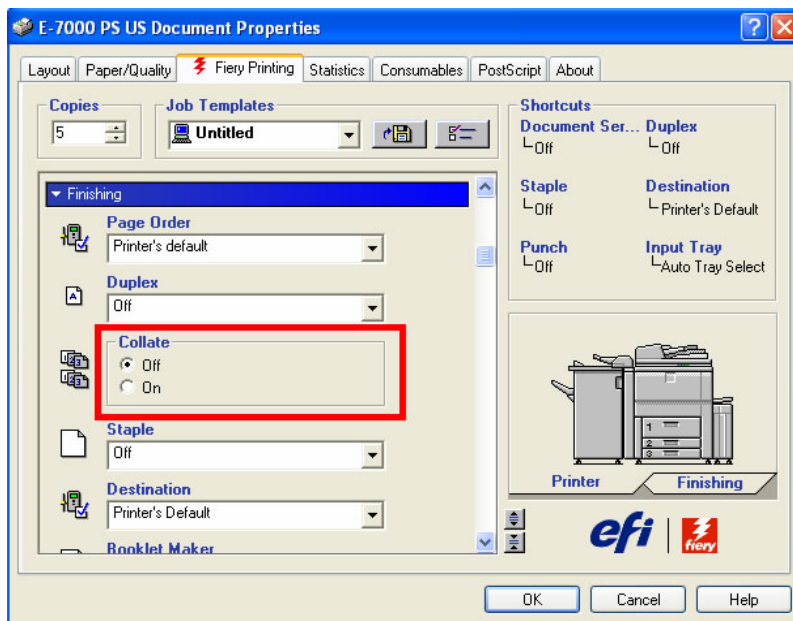 E-7000 PS US Document Properties
Layout Paper/Quality Fiery Printing Statistics Consumables PostScript About
Copies
5
Job Templates
Untitled
Finishing
Page Order
Printer's default
Duplex
Off
Collate
Off
On
Staple
Off
Destination
Printer's Default
Booklet Maker
Shortcuts
Document Ser... Duplex
Off Off
Staple Destination
Off Printer's Default
Punch Input Tray
Off Auto Tray Select
1
2
3
Printer Finishing
efi fiery
OK Cancel Help